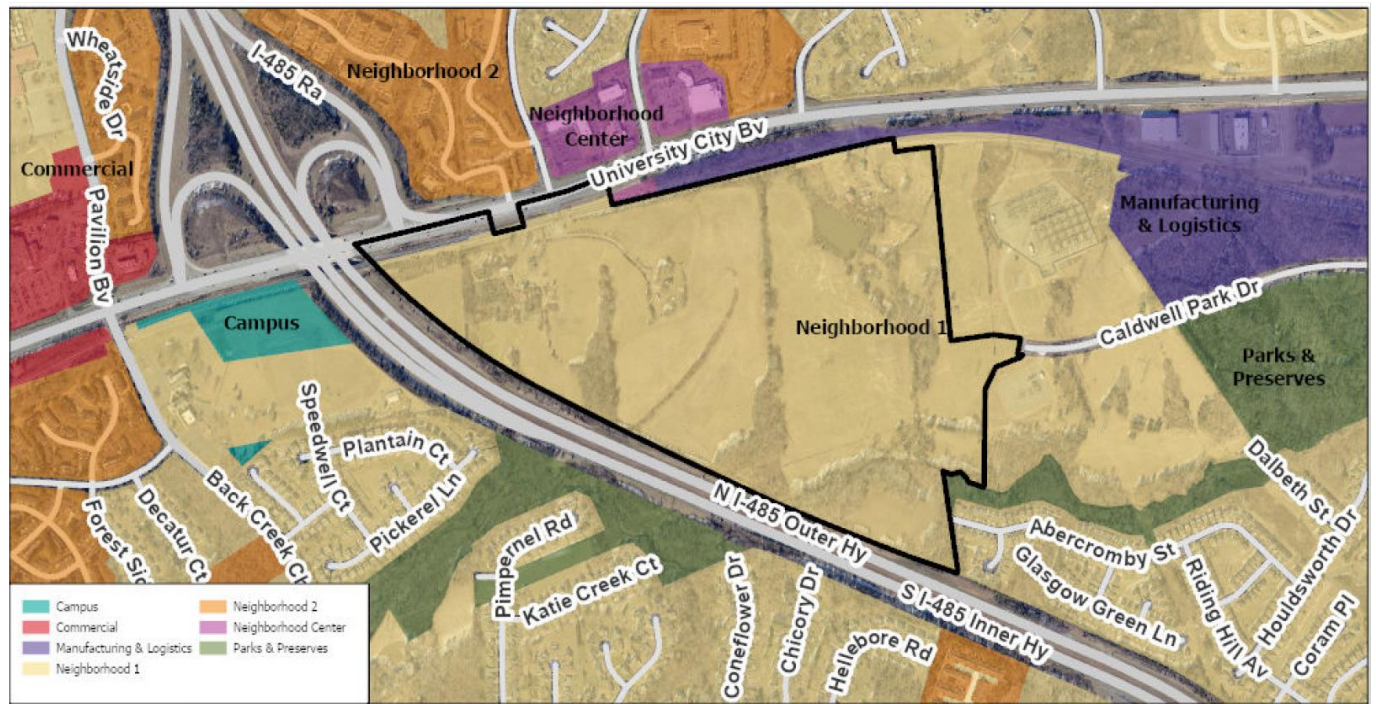 Wheatside Dr
I-485 Ra
Neighborhood 2
Neighborhood
Center
University City Bv
Commercial
Pavilion Bv
Manufacturing
& Logistics
Campus
Neighborhood 1
Caldwell Park Dr
Parks &
Preserves
Speedwell Ct
Plantain Ct
Pickerel Ln
Back Creek Ch
Decatur Ct
Forest Sid
N I-485 Outer Hy
S I-485 Inner Hy
Pimpernel Rd
Katie Creek Ct
Coneflower Dr
Chicory Dr
Hellebore Rd
Abercromby St
Glasgow Green Ln
Riding Hill Av
Dalbeth St
Houldsworth Dr
Coram Pl
Campus
Commercial
Manufacturing & Logistics
Neighborhood 1
Neighborhood 2
Neighborhood Center
Parks & Preserves